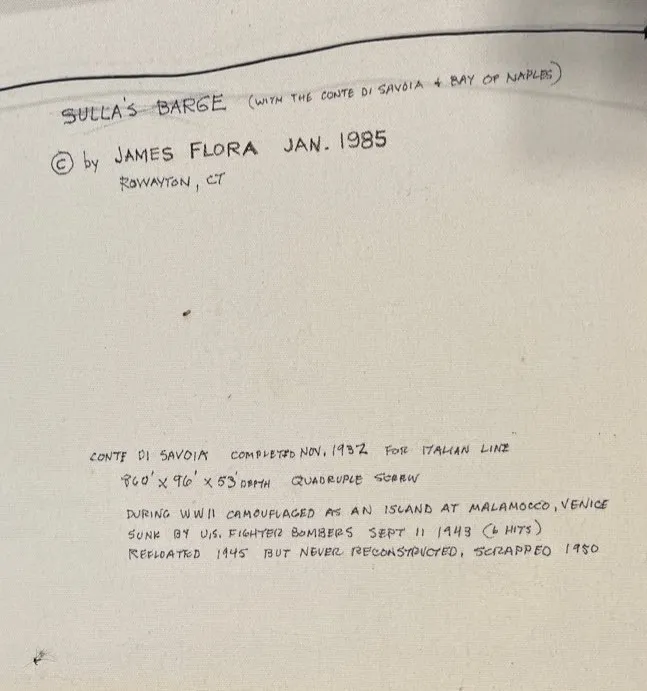 SULLA'S BARGE (WITH THE CONTE DI SAVOIA & BAY OF NAPLES)
© by JAMES FLORA JAN. 1985
ROWAYTON, CT
CONTE DI SAVOIA COMPLETED NOV, 1932 FOR ITALIAN LINE
860' X 96' X 53' DEPTH QUADRUPLE SCREW
DURING WWII CAMOUFLAGED AS AN ISLAND AT MALAMOCCO, VENICE
SUNK BY U.S. FIGHTER BOMBERS SEPT 11 1943 (6 HITS)
REFLOATED 1945 BUT NEVER RECONSTRUCTED, SCRAPPED 1950